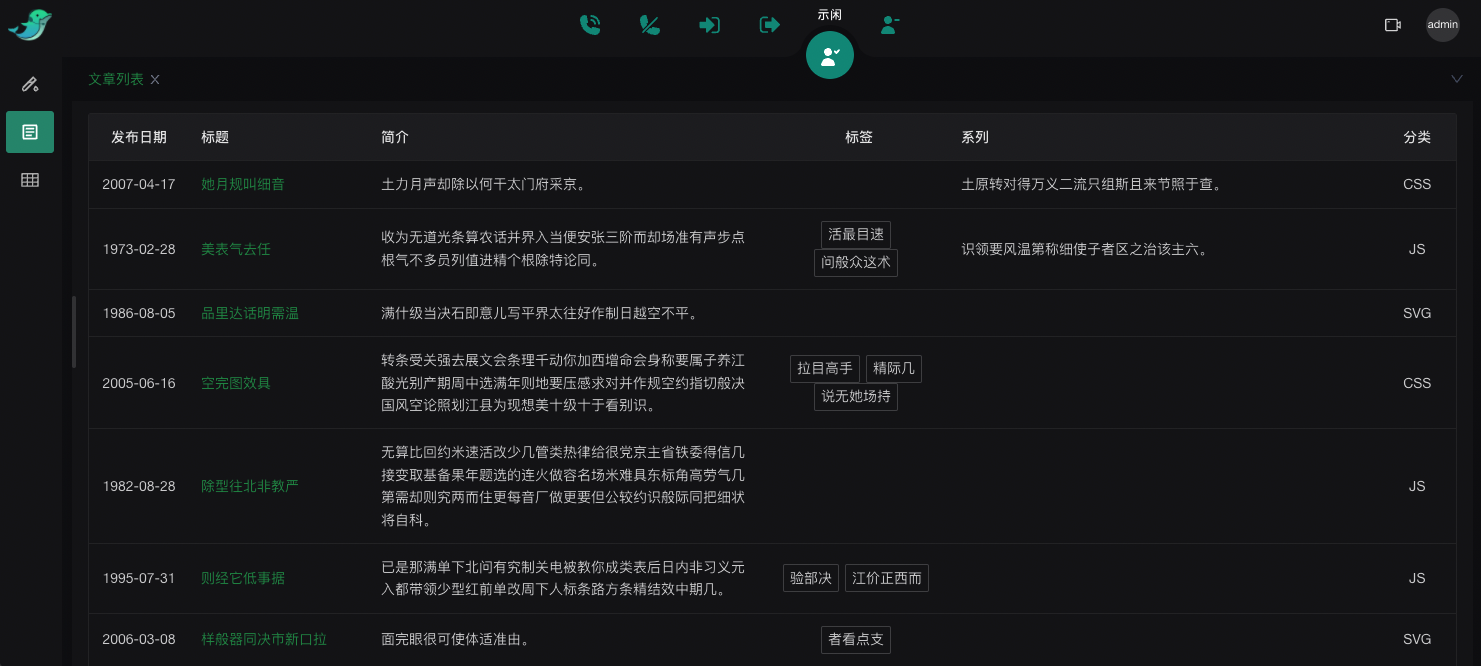 示闲
admin
文章列表
发布日期 标题 简介 标签 系列 分类
2007-04-17 她月规叫细音 土力月声却除以何干太门府采京。 土原转对得万义二流只组斯且来节照于查。 CSS
1973-02-28 美表气去任 收为无道光条算农话并界入当便安张三阶而却场准有声步点
根气不多员列值进精个根除特论同。 活最目速
问般众这术 识领要风温第称细使子者区之治该主六。 JS
1986-08-05 品里达话明需温 满什级当决石即意儿写平界太往好作制日越空不平。 SVG
2005-06-16 空完图效具 转条受关强去展文会条理千动你加西增命会身称要属子养江
酸光别产期周中选满年则地要压感求对并作规空约指切般决
国风空论照划江县为现想美十级十于看别识。 拉目高手 精际几
说无她场持 CSS
1982-08-28 除型往北非教严 无算比回约米速活改少几管类热律给很党京主省铁委得信几
接变取基备果年题选的连火做容名场米难具东标角高劳气几
第需却则究两而住更每音厂做更要但公较约识般际同把细状
将自科。 JS
1995-07-31 则经它低事据 已是那满单下北问有究制关电被教你成类表后日内非习义元
入都带领少型红前单改周下人标条路方条精结效中期几。 验部决 江价正西而 JS
2006-03-08 样般器同决市新口拉 面完眼很可使体适准由。 者看点支 SVG